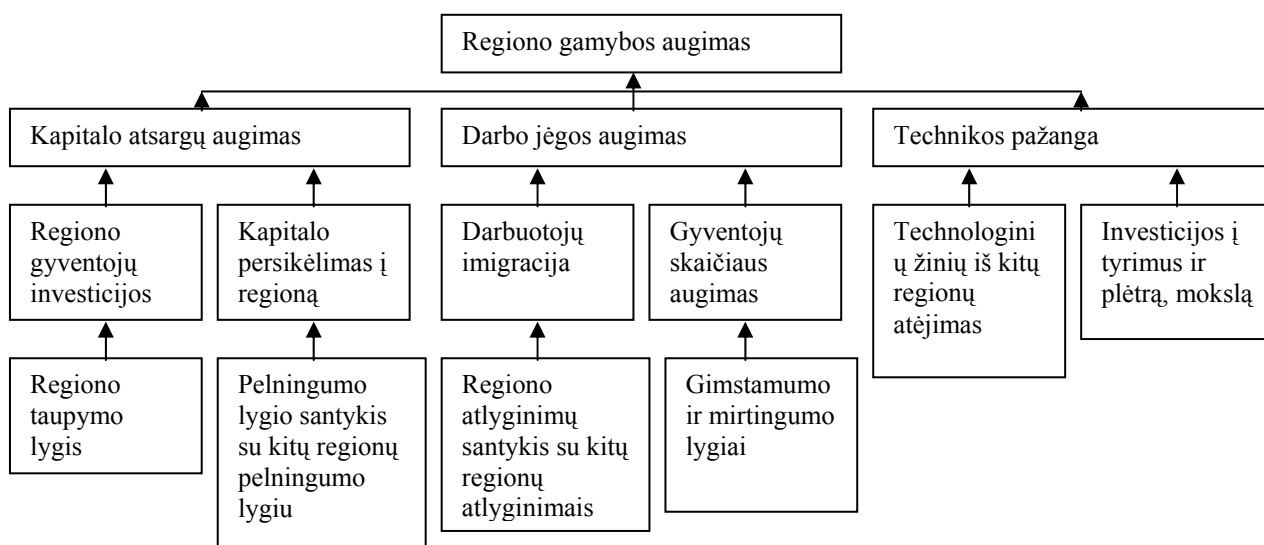 Regiono gamybos augimas
Kapitalo atsargų augimas
Darbo jėgos augimas
Technikos pažanga
Regiono
gyventojų
investicijos
Kapitalo
persikėlimas į
regioną
Darbuotojų
imigracija
Gyventojų
skaičiaus
augimas
Technologini
ų žinių iš kitų
regionų
atėjimas
Investicijos į
tyrimus ir
plėtrą, mokslą
Regiono
taupymo
lygis
Pelningumo
lygio santykis
su kitų regionų
pelningumo
lygiu
Regiono
atlyginimų
santykis su kitų
regionų
atlyginimais
Gimstamumo
ir mirtingumo
lygiai